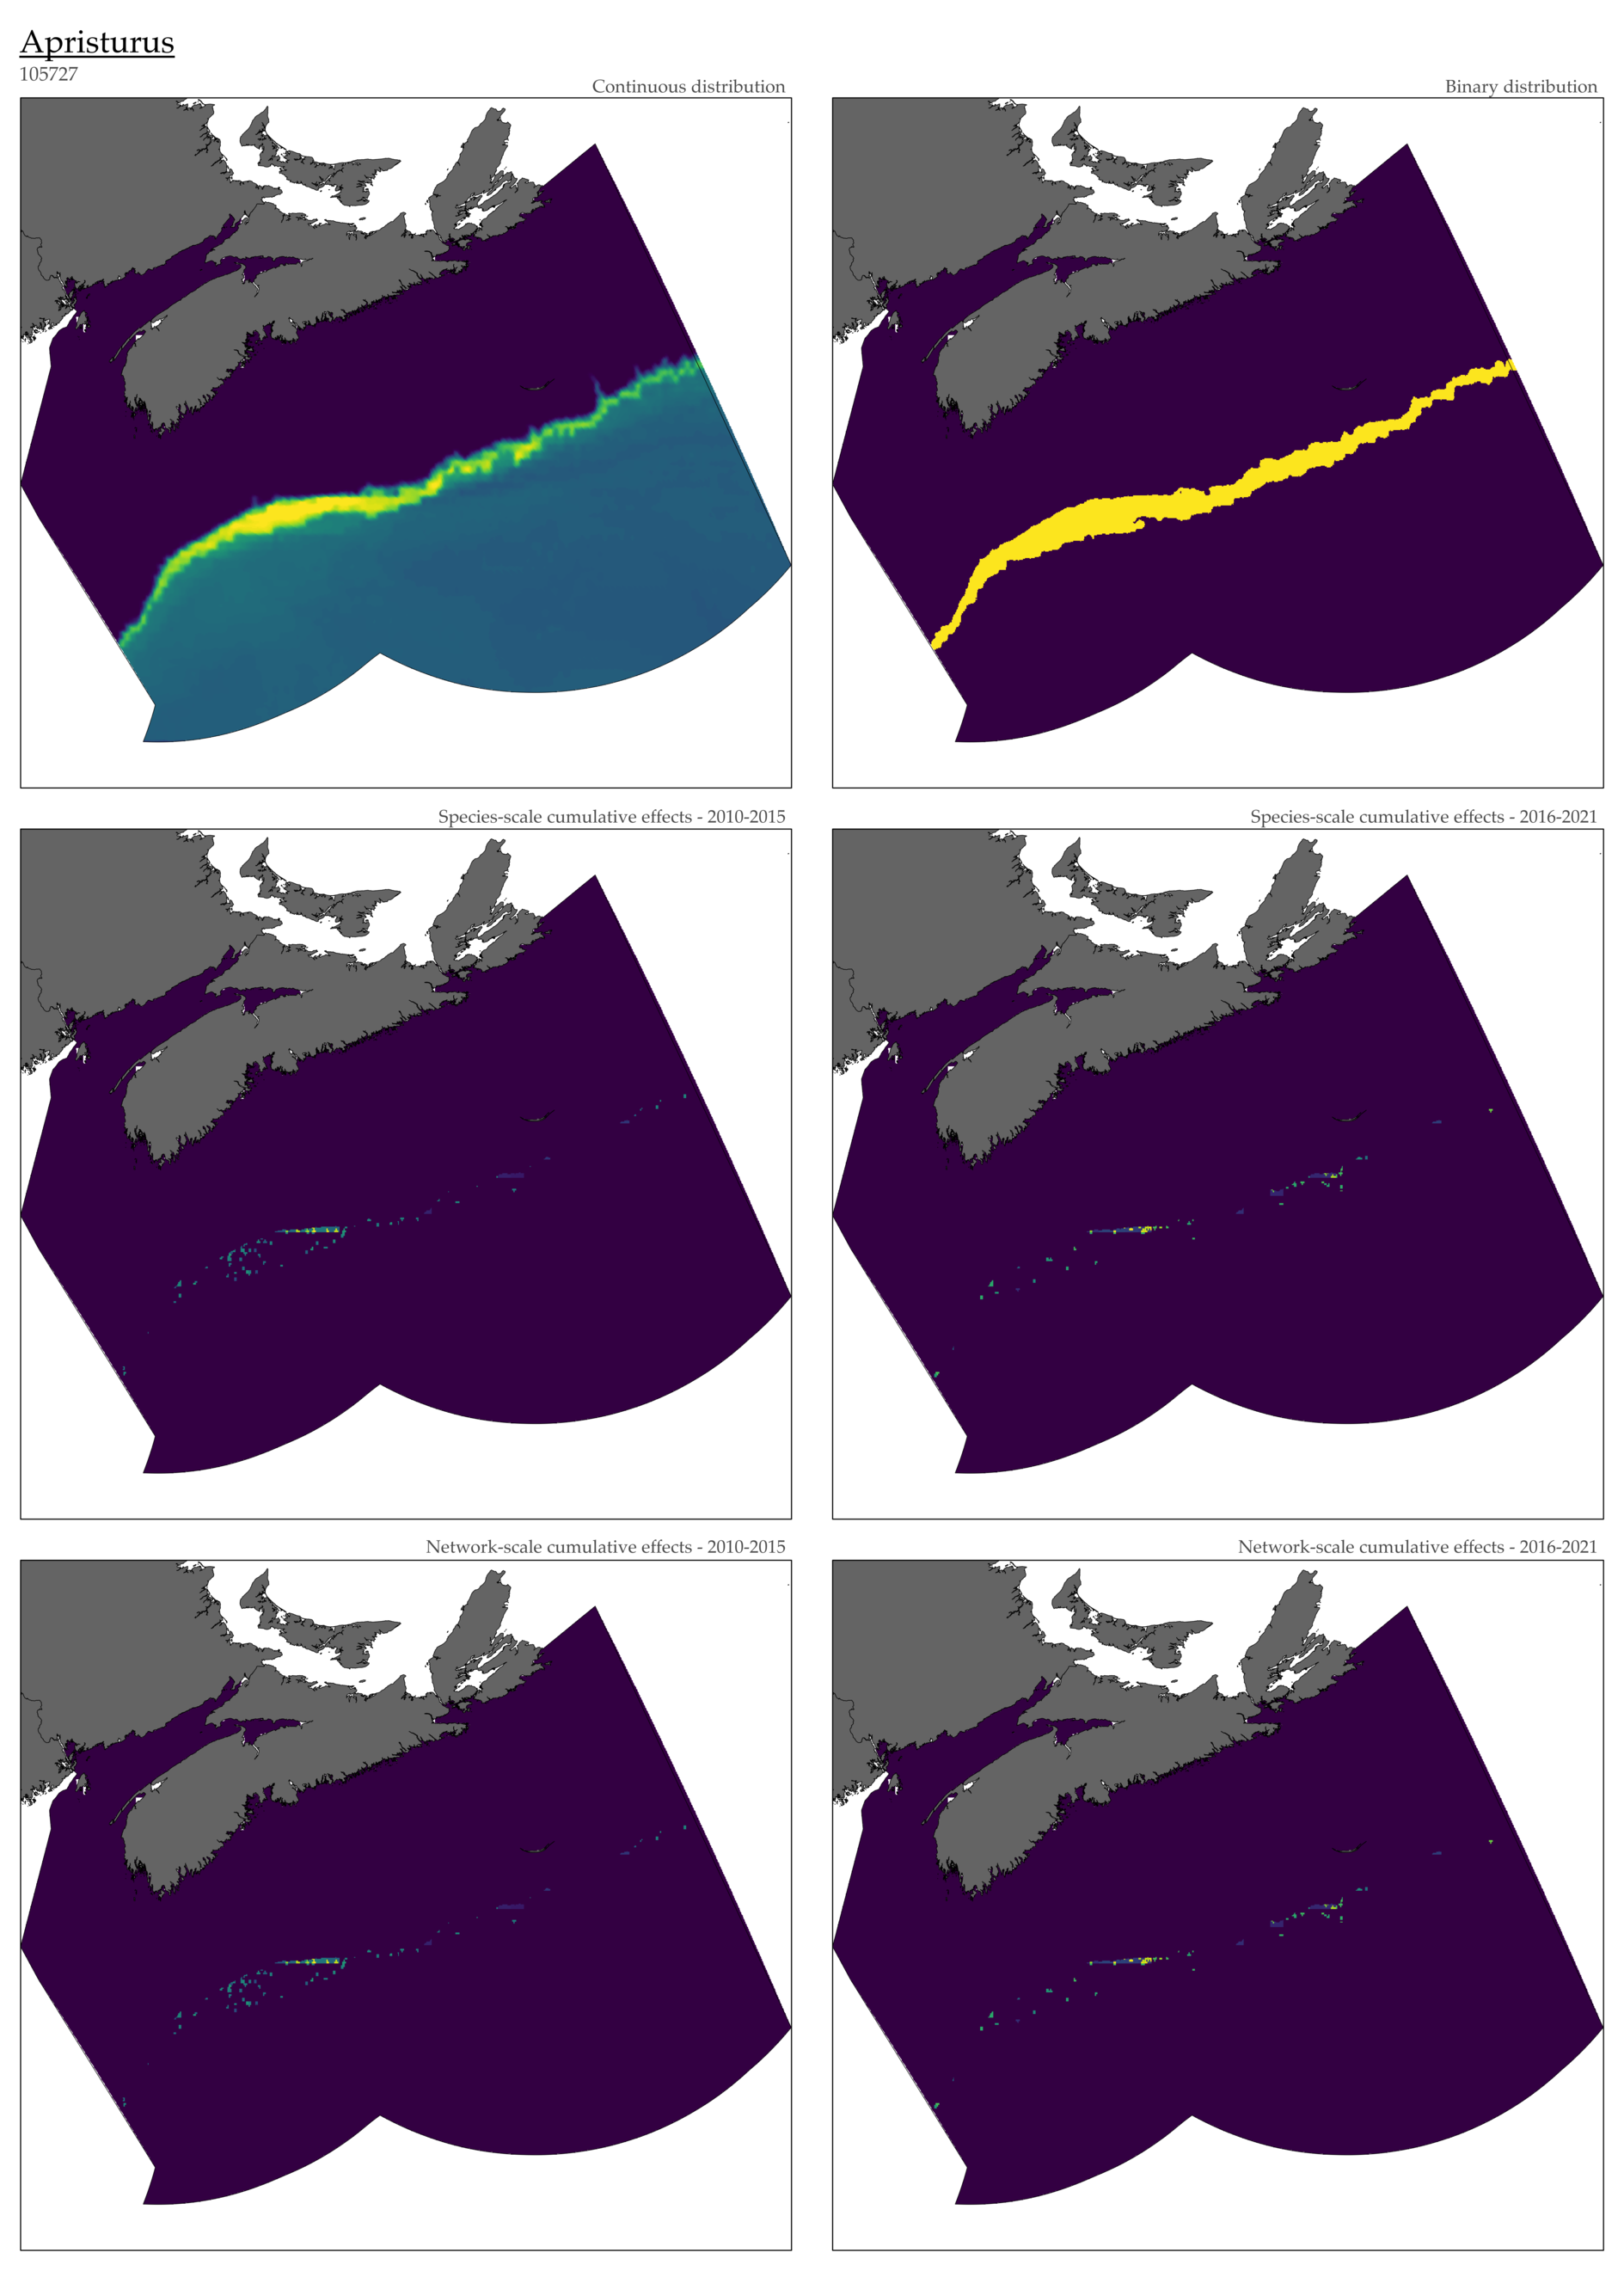 Apristurus
105727
Continuous distribution
Binary distribution
Species-scale cumulative effects - 2010-2015
Species-scale cumulative effects - 2016-2021
Network-scale cumulative effects - 2010-2015
Network-scale cumulative effects - 2016-2021